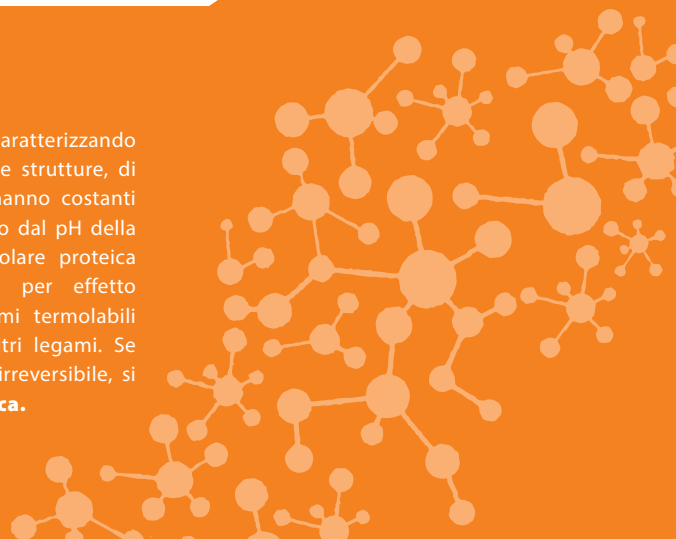 aratterizzando
e strutture, di
anno costanti
o dal pH della
olare proteica
per effetto
mi termolabili
tri legami. Se
irreversibile, si
ca.